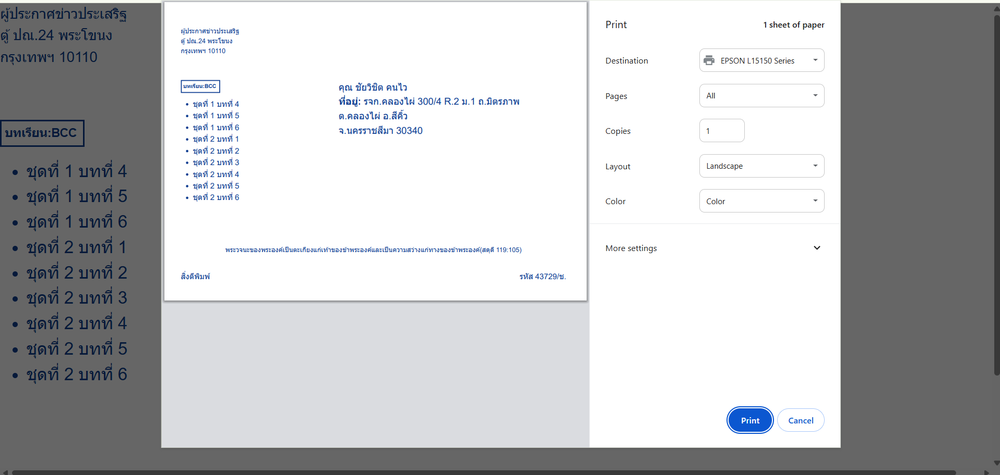 ผู้ประกาศข่าวประเสริฐ
ตู้ ปณ.24 พระโขนง
กรุงเทพฯ 10110
บทเรียน:BCC
• ชุดที่ 1 บทที่ 4
• ชุดที่ 1 บทที่ 5
• ชุดที่ 1 บทที่ 6
• ชุดที่ 2 บทที่ 1
• ชุดที่ 2 บทที่ 2
• ชุดที่ 2 บทที่ 3
• ชุดที่ 2 บทที่ 4
• ชุดที่ 2 บทที่ 5
• ชุดที่ 2 บทที่ 6
ผู้ประกาศข่าวประเสริฐ
ตู้ ปณ.24 พระโขนง
กรุงเทพฯ 10110
บทเรียน:BCC
• ชุดที่ 1 บทที่ 4
• ชุดที่ 1 บทที่ 5
• ชุดที่ 1 บทที่ 6
• ชุดที่ 2 บทที่ 1
• ชุดที่ 2 บทที่ 2
• ชุดที่ 2 บทที่ 3
• ชุดที่ 2 บทที่ 4
• ชุดที่ 2 บทที่ 5
• ชุดที่ 2 บทที่ 6
คุณ ชัยวิชิต คนไว
ที่อยู่: รจก.คลองไผ่ 300/4 R.2 ม.1 ถ.มิตรภาพ
ต.คลองไผ่ อ.สีคิ้ว
จ.นครราชสีมา 30340
พระวจนะของพระองค์เป็นตะเกียงแก่เท้าของข้าพระองค์และเป็นความสว่างแก่ทางของข้าพระองค์(สดุดี 119:105)
สิ่งตีพิมพ์
รหัส 43729/ช.
Print
1 sheet of paper
Destination
EPSON L15150 Series
Pages
All
Copies
1
Layout
Landscape
Color
Color
More settings
Print
Cancel